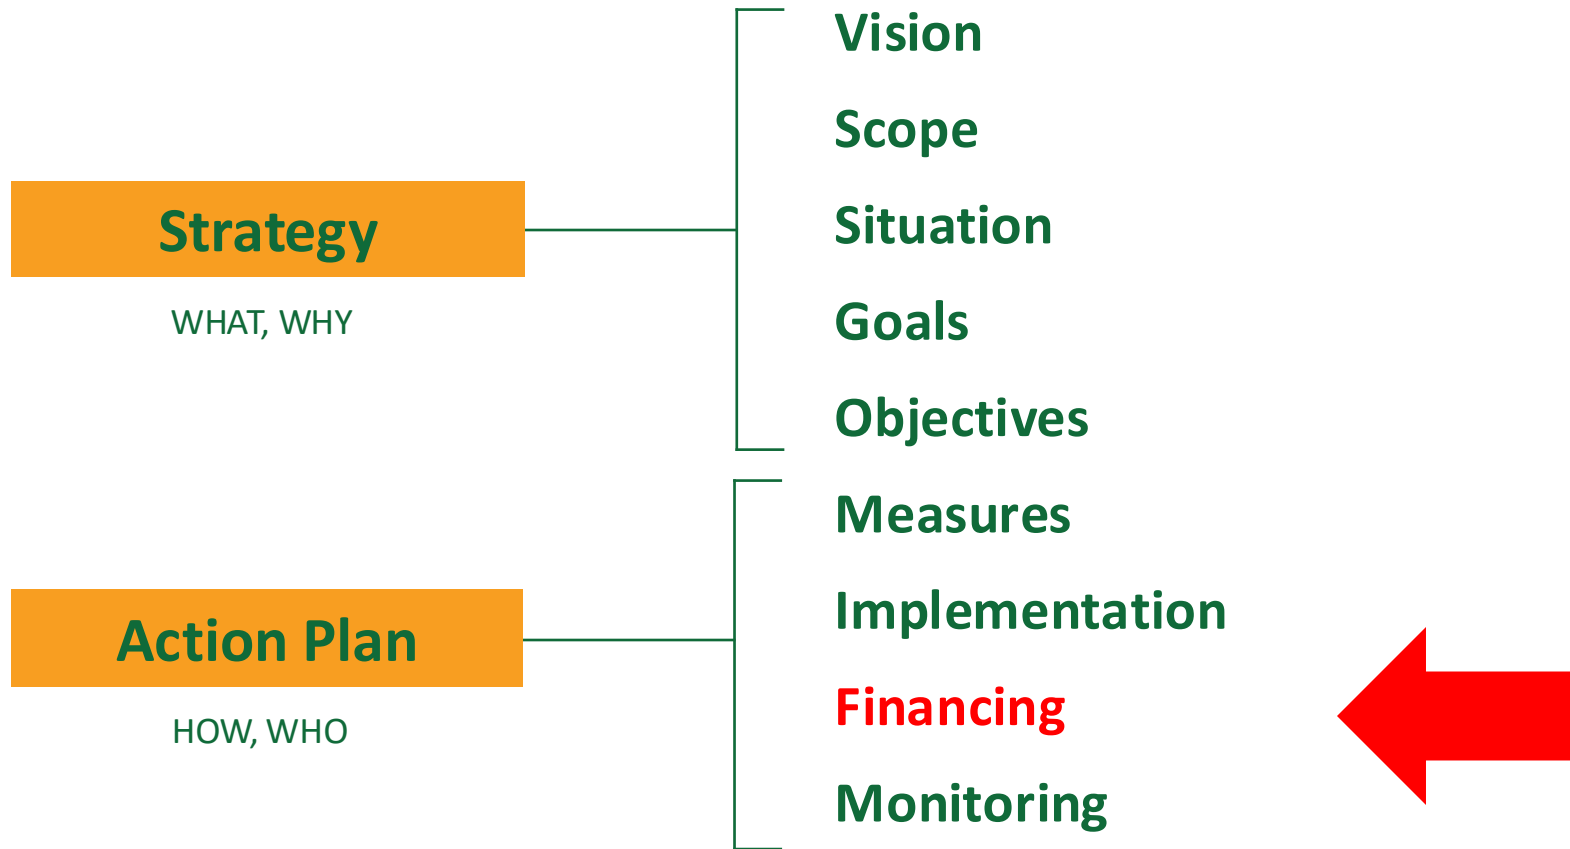 Vision
Scope
Strategy
Situation
WHAT, WHY
Goals
Objectives
Measures
Implementation
Action Plan
Financing
HOW, WHO
Monitoring